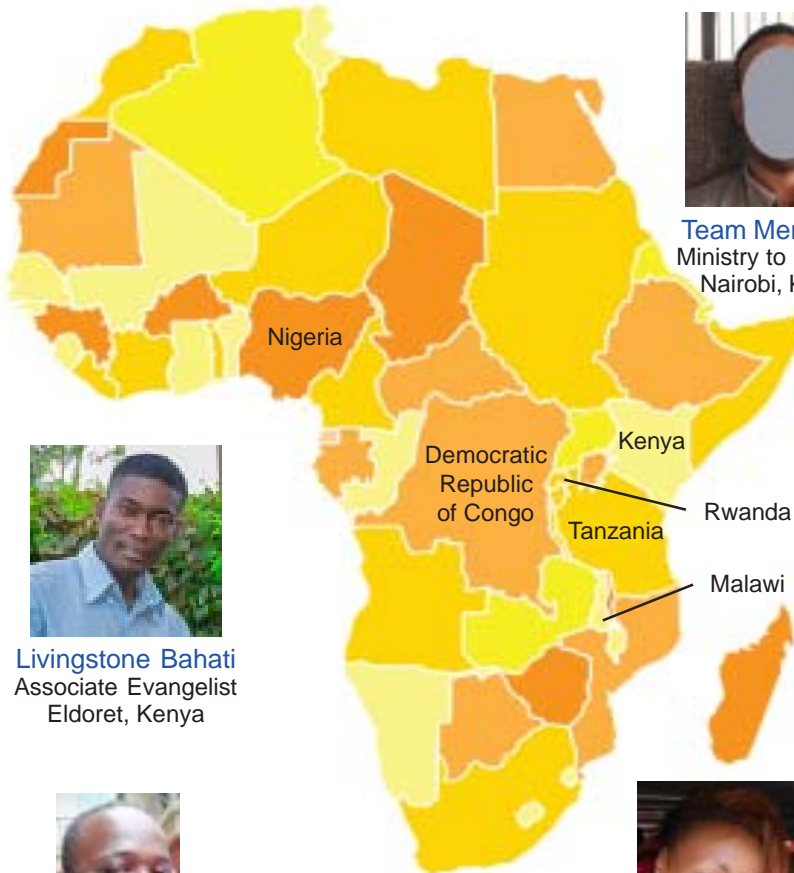 Team
Ministry to
Nairobi,
Nigeria
Kenya
Democratic
Republic
of Congo
Rwanda
Tanzania
Malawi
Livingstone Bahati
Associate Evangelist
Eldoret, Kenya